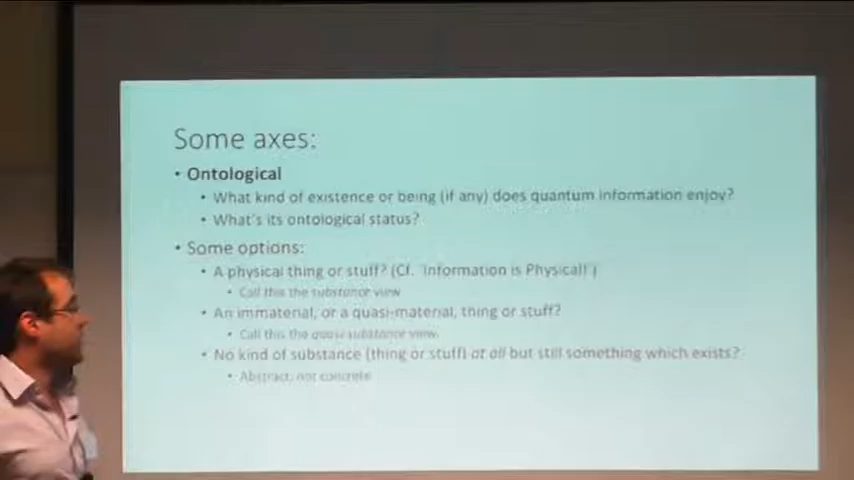 Some axes:
• Ontological
• What kind of existence or being (if any) does quantum information enjoy?
• What's its ontological status?
• Some options:
• A physical thing or stuff? (Cf. 'Information is Physical!')
• Call this the substance view
• An immaterial, or a quasi-material, thing or stuff?
• Call this the quasi-substance view.
• No kind of substance (thing or stuff) at all but still something which exists?
• Abstract, not concrete